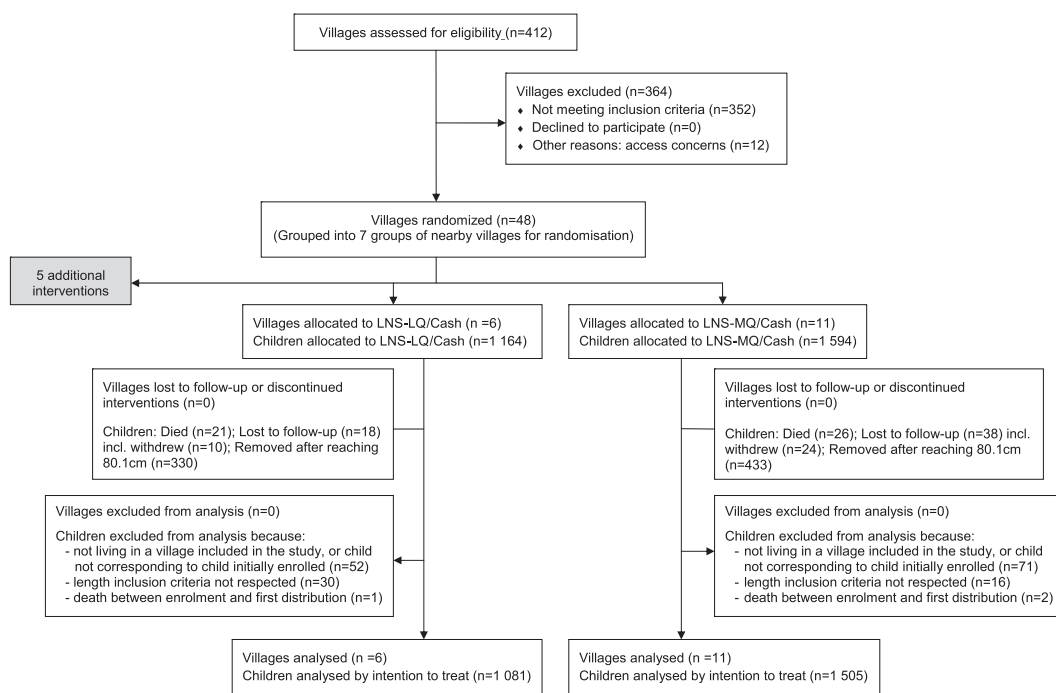 Villages assessed for eligibility (n=412)
Villages excluded (n=364)
♦ Not meeting inclusion criteria (n=352)
♦ Declined to participate (n=0)
♦ Other reasons: access concerns (n=12)
Villages randomized (n=48)
(Grouped into 7 groups of nearby villages for randomisation)
5 additional
interventions
Villages allocated to LNS-LQ/Cash (n =6)
Children allocated to LNS-LQ/Cash (n=1 164)
Villages allocated to LNS-MQ/Cash (n=11)
Children allocated to LNS-MQ/Cash (n=1 594)
Villages lost to follow-up or discontinued
interventions (n=0)
Children: Died (n=21); Lost to follow-up (n=18)
incl. withdrew (n=10); Removed after reaching
80.1cm (n=330)
Villages lost to follow-up or discontinued
interventions (n=0)
Children: Died (n=26); Lost to follow-up (n=38) incl.
withdrew (n=24); Removed after reaching 80.1cm
(n=433)
Villages excluded from analysis (n=0)
Children excluded from analysis because:
- not living in a village included in the study, or child
not corresponding to child initially enrolled (n=52)
- length inclusion criteria not respected (n=30)
- death between enrolment and first distribution (n=1)
Villages excluded from analysis (n=0)
Children excluded from analysis because:
- not living in a village included in the study, or child
not corresponding to child initially enrolled (n=71)
- length inclusion criteria not respected (n=16)
- death between enrolment and first distribution (n=2)
Villages analysed (n =6)
Children analysed by intention to treat (n=1 081)
Villages analysed (n =11)
Children analysed by intention to treat (n=1 505)